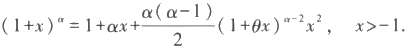 (1+x)^α = 1+αx+ α(α-1)/2 (1+θx)^(α-2) x², x>-1.